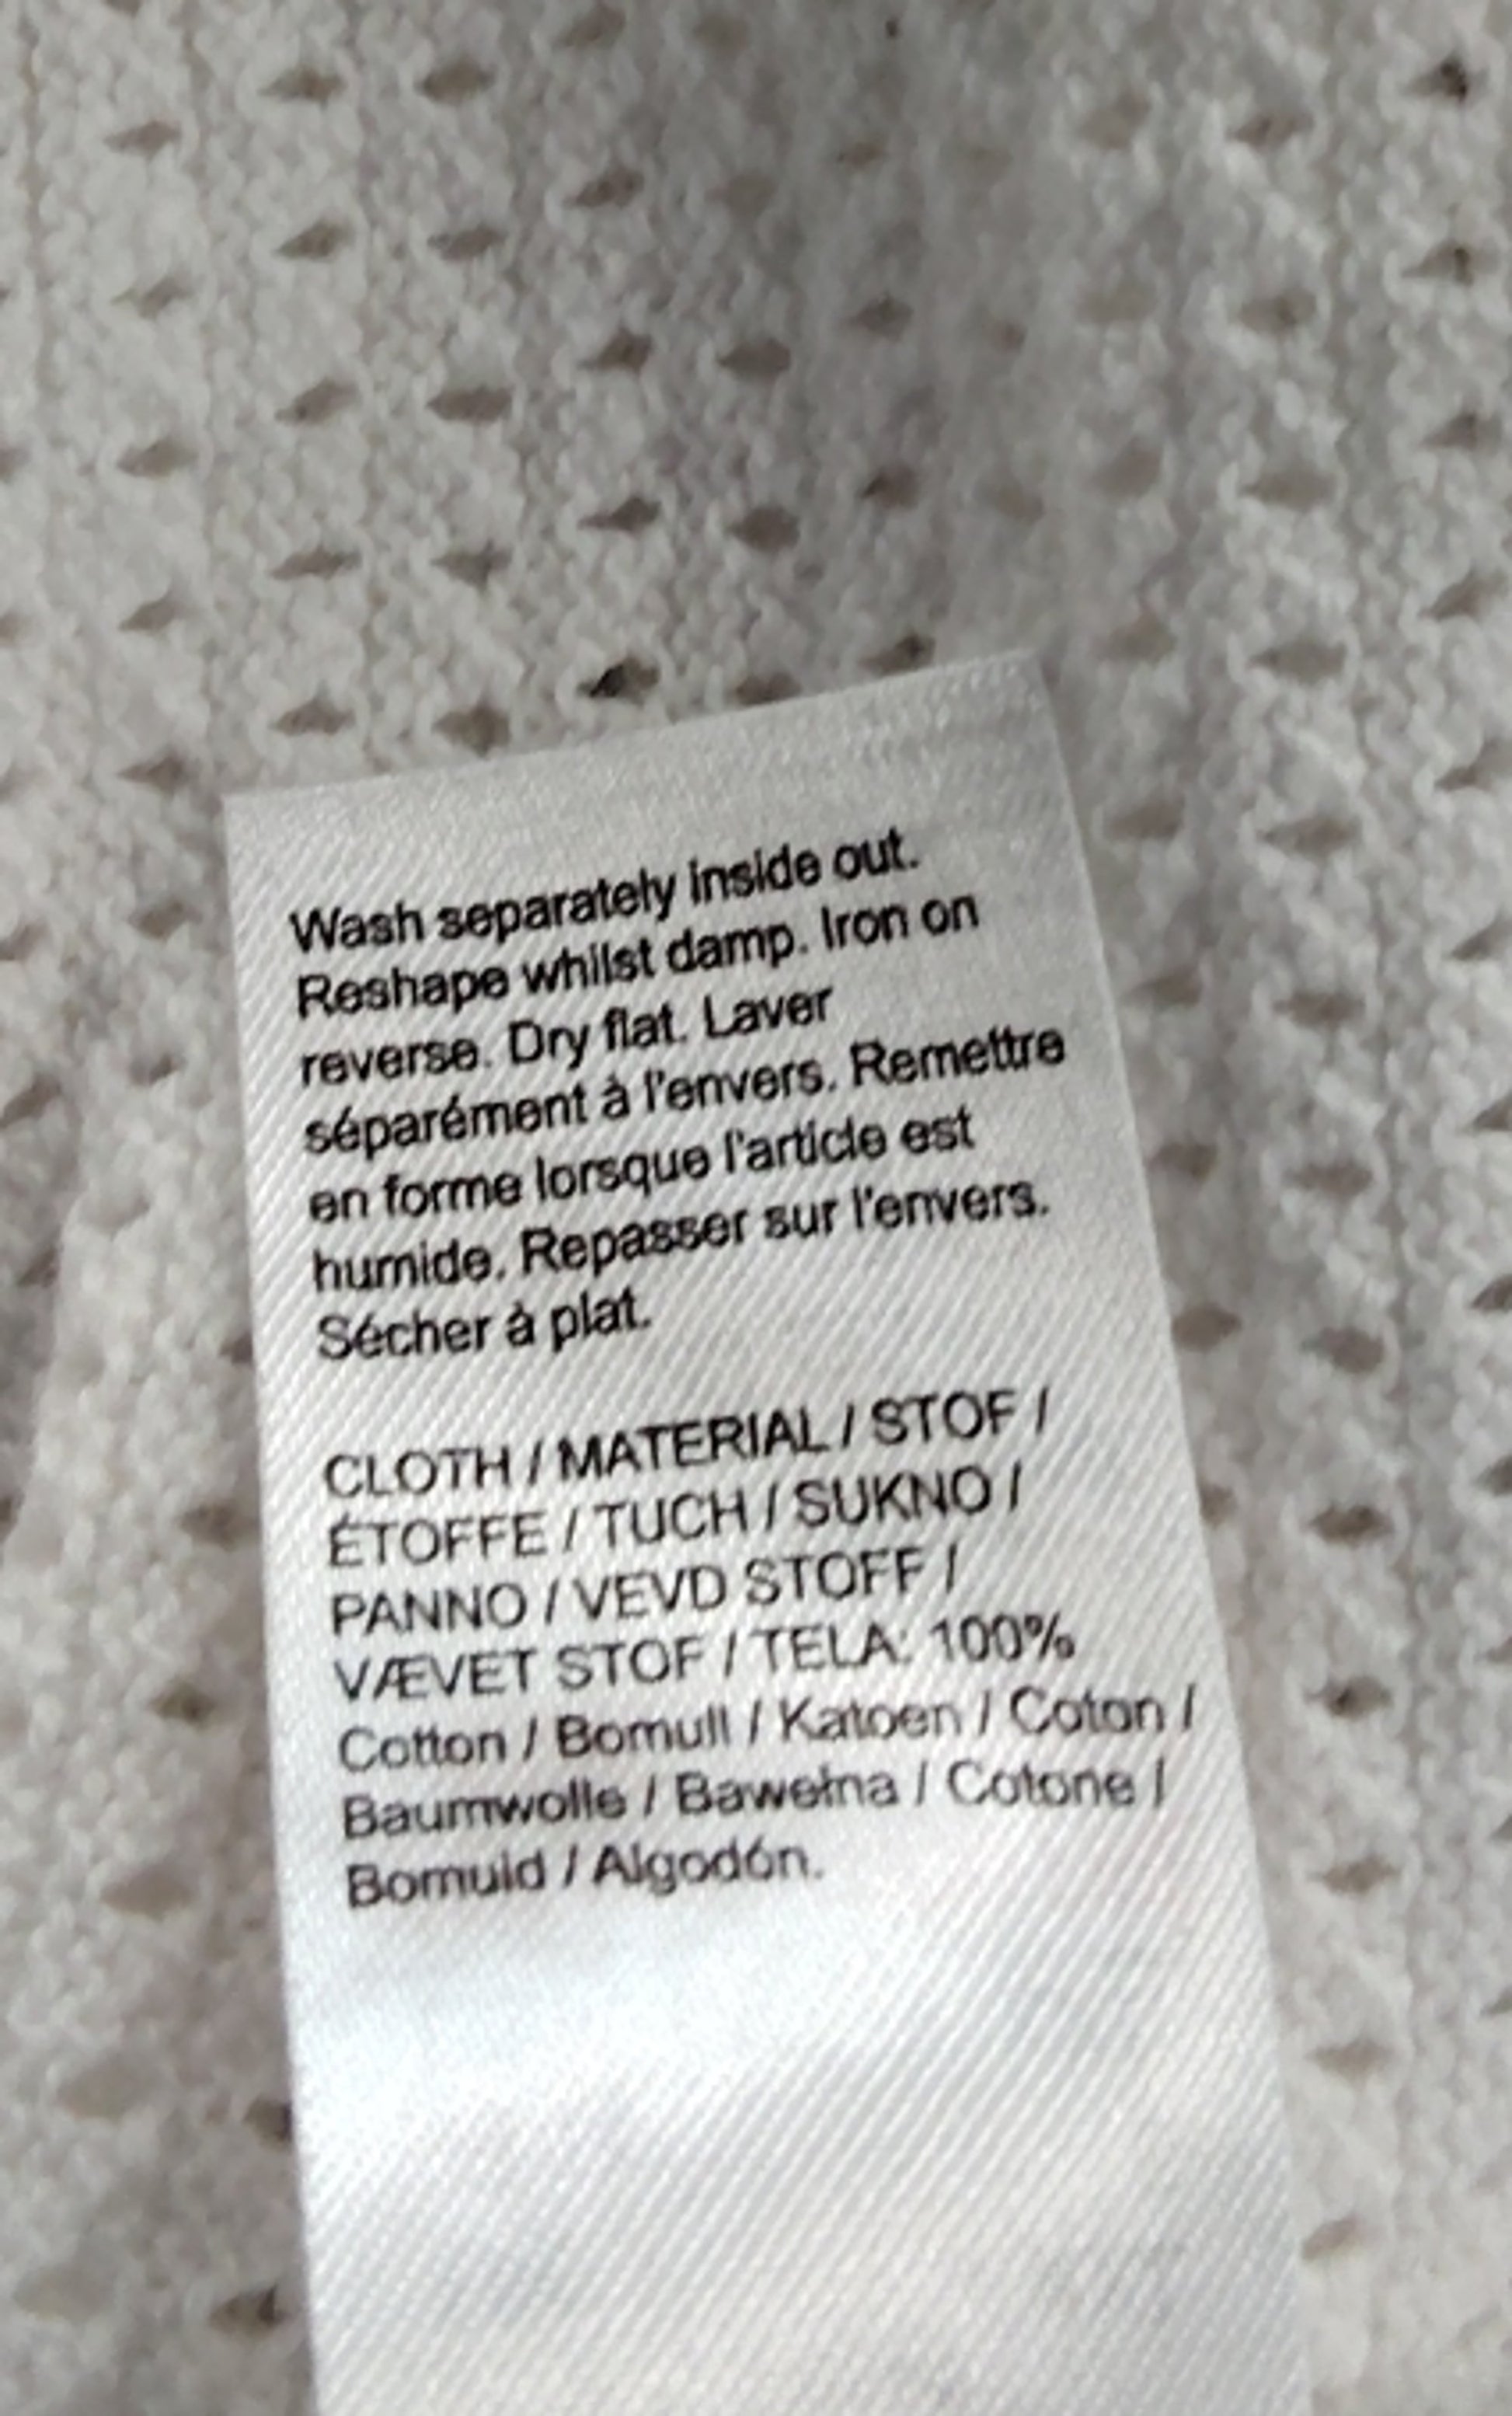 Wash separately inside out.
Reshape whilst damp. Iron on
reverse. Dry flat. Laver
séparément à l'envers. Remettre
en forme lorsque l'article est
humide. Repasser sur l'envers.
Sécher à plat.
CLOTH / MATERIAL / STOF /
ÉTOFFE / TUCH / SUKNO /
PANNO / VEVD STOFF /
VÆVET STOF / TELA: 100%
Cotton / Bomull / Katoen / Coton /
Baumwolle / Bawełna / Cotone /
Bomuld / Algodón.